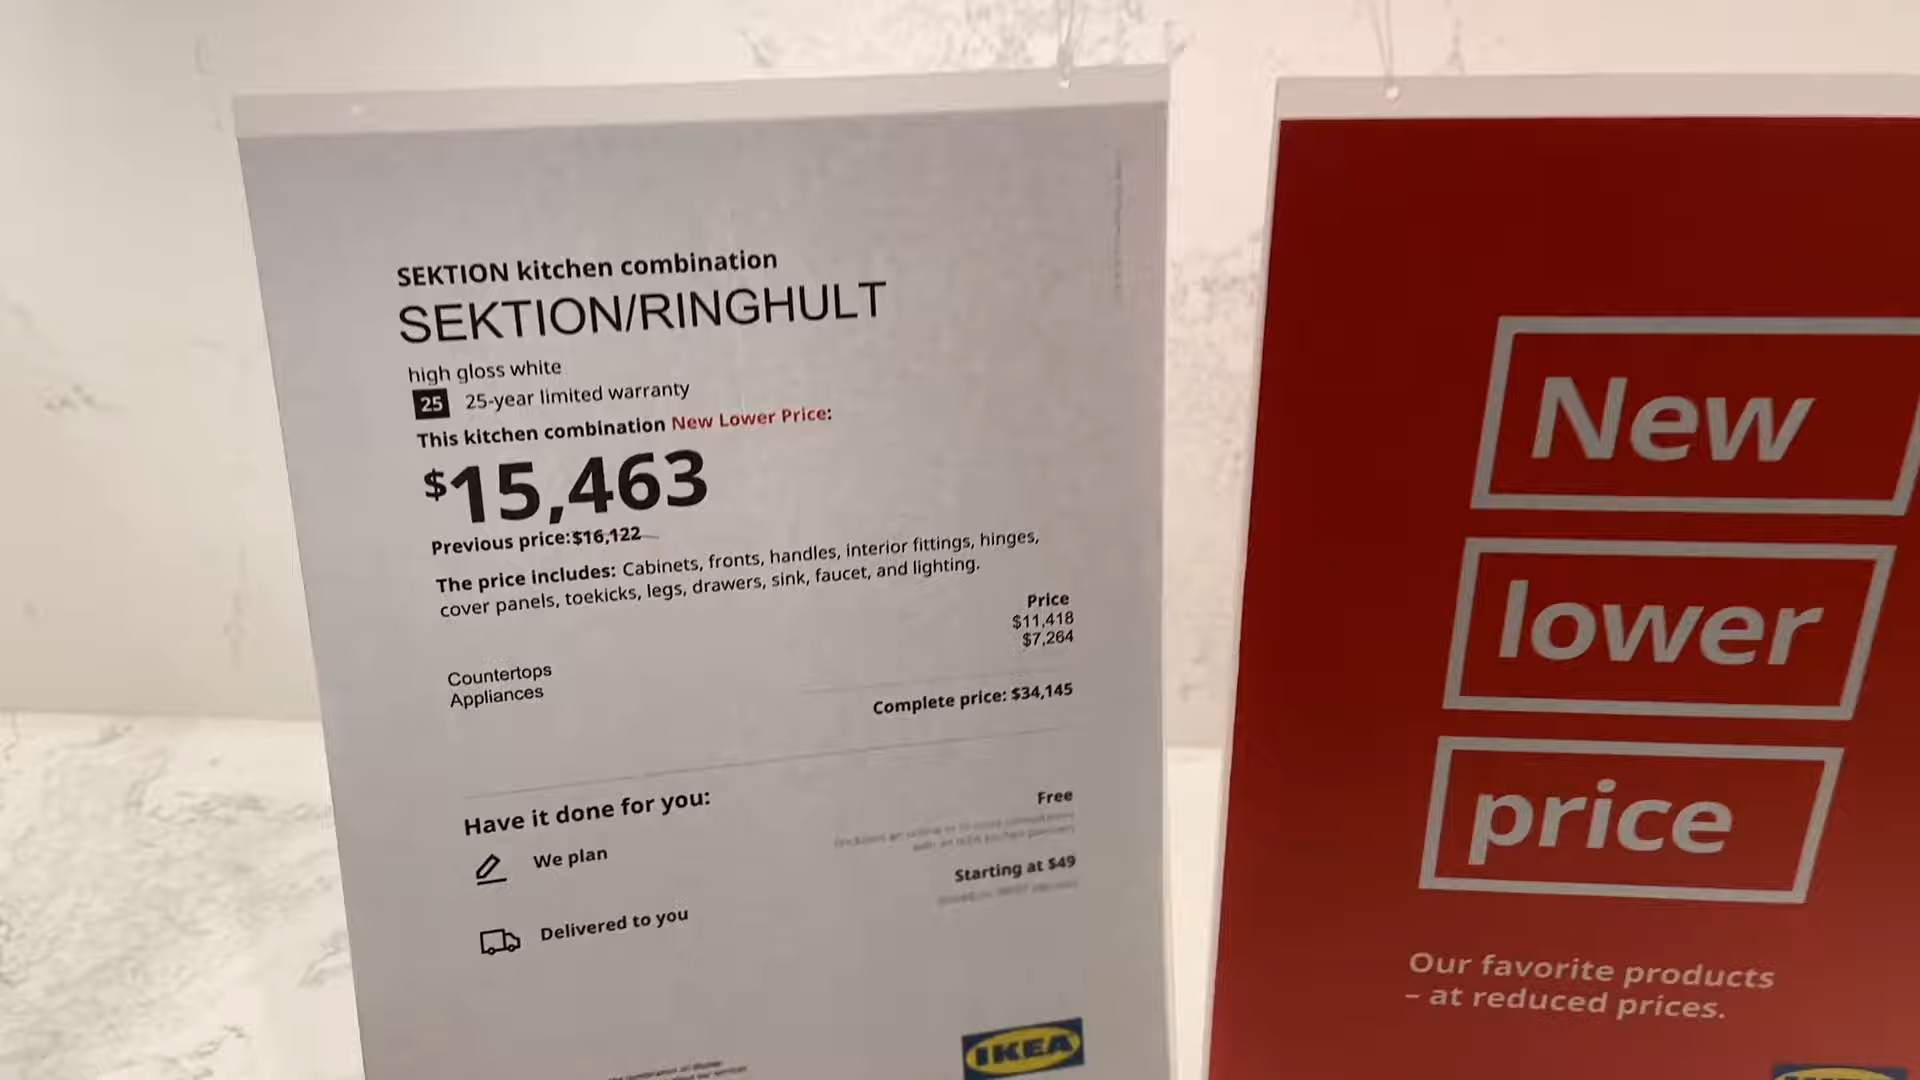 SEKTION kitchen combination
SEKTION/RINGHULT
high gloss white
25 25-year limited warranty
This kitchen combination New Lower Price:
$15,463
Previous price:$16,122
The price includes: Cabinets, fronts, handles, interior fittings, hinges,
cover panels, toekicks, legs, drawers, sink, faucet, and lighting.
Price
Countertops $11,418
Appliances $7,264
Complete price: $34,145
Have it done for you:
We plan Free
Delivered to you Starting at $49
IKEA
New
lower
price
Our favorite products
– at reduced prices.